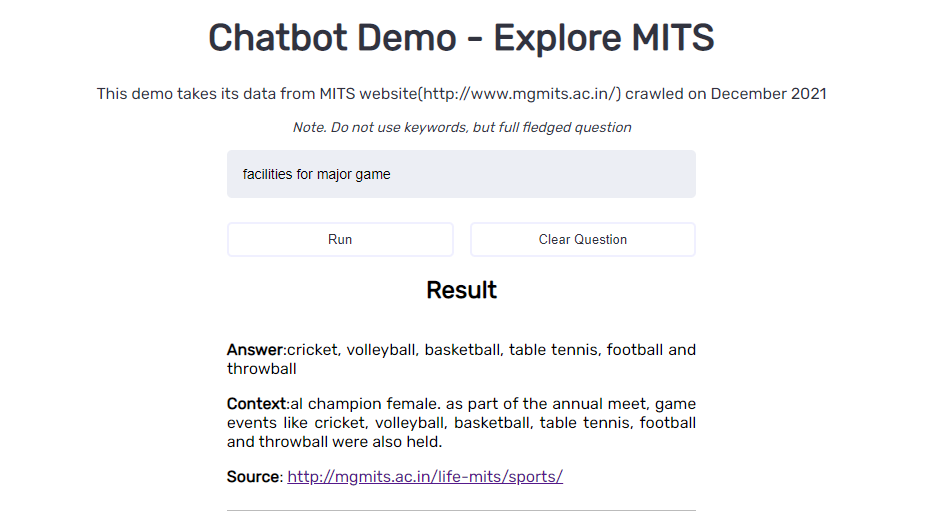 Chatbot Demo - Explore MITS
This demo takes its data from MITS website(http://www.mgmits.ac.in/) crawled on December 2021
Note. Do not use keywords, but full fledged question
facilities for major game
Run
Clear Question
Result
Answer:cricket, volleyball, basketball, table tennis, football and
throwball
Context:al champion female. as part of the annual meet, game
events like cricket, volleyball, basketball, table tennis, football
and throwball were also held.
Source: http://mgmits.ac.in/life-mits/sports/